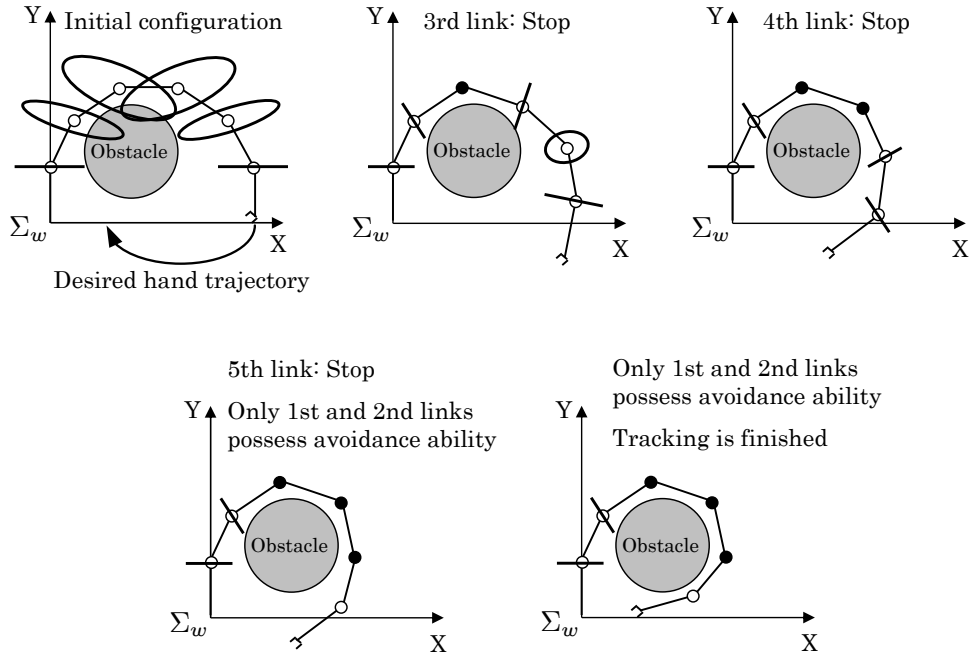 Y
Initial configuration
Obstacle
Σw
X
Desired hand trajectory
Y
3rd link: Stop
Obstacle
Σw
X
Y
4th link: Stop
Obstacle
Σw
X
5th link: Stop
Y
Only 1st and 2nd links
possess avoidance ability
Obstacle
Σw
X
Only 1st and 2nd links
possess avoidance ability
Y
Tracking is finished
Obstacle
Σw
X